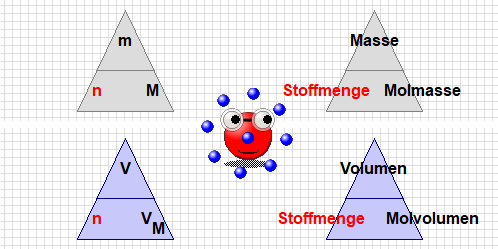 m
n M
Masse
Stoffmenge Molmasse
V
n V_M
Volumen
Stoffmenge Molvolumen